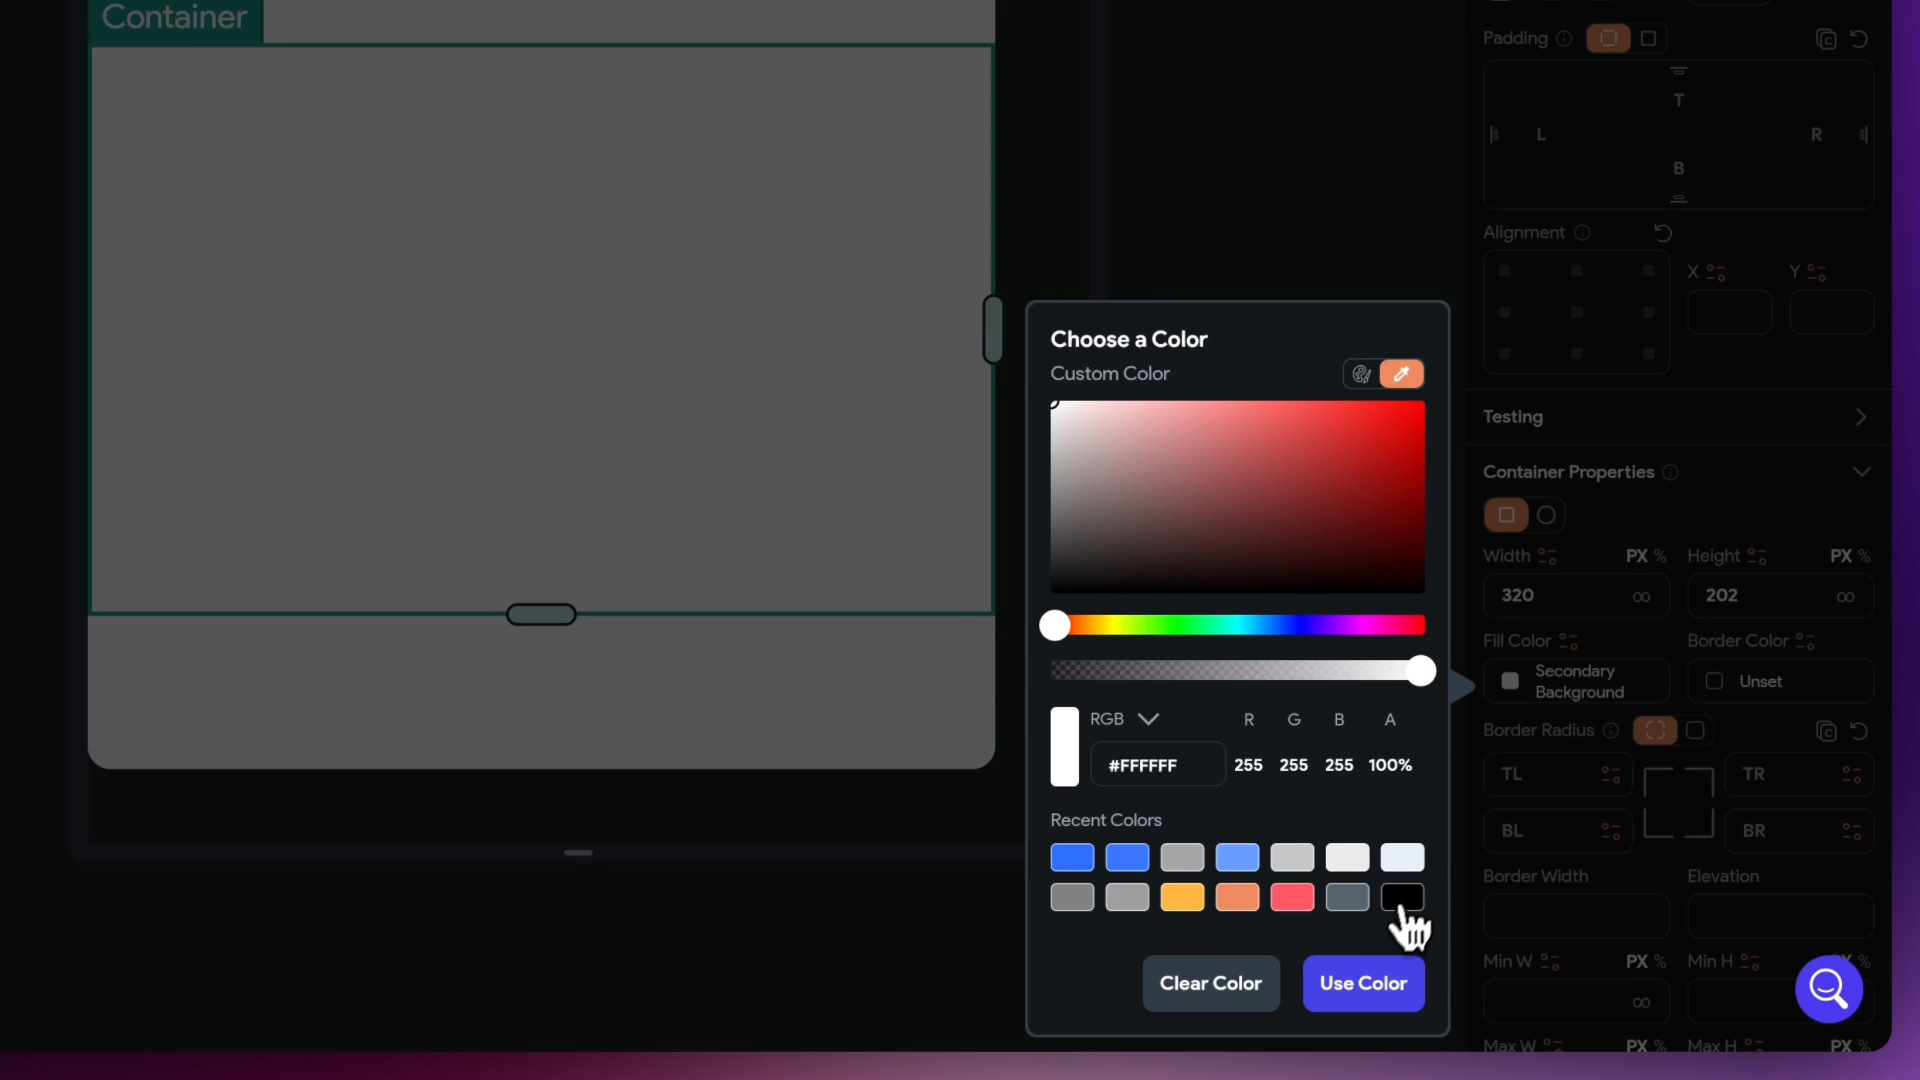 Container
Padding
T
L R
B
Alignment
X Y
Choose a Color
Custom Color
Testing
Container Properties
Width PX % Height PX %
320 202
Fill Color Border Color
Secondary
Background
Unset
RGB R G B A
#FFFFFF 255 255 255 100%
Border Radius
TL TR
BL BR
Recent Colors
Border Width Elevation
Min W PX % Min H %
Clear Color Use Color
Max W PX % Max H PX %